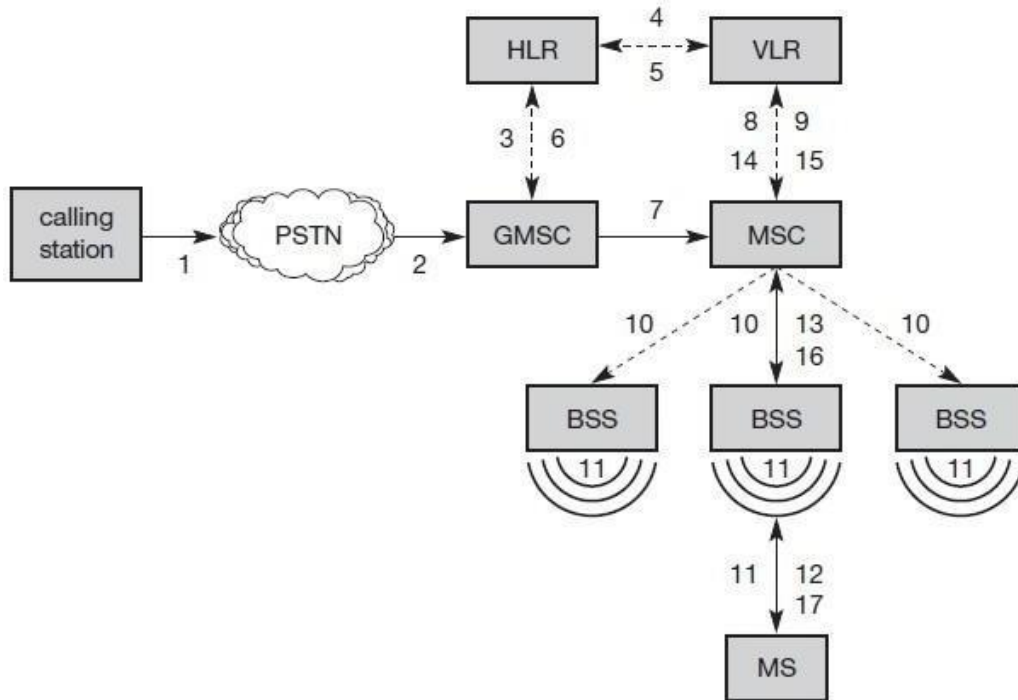 4
HLR
VLR
5
3 6
8 9
14 15
calling
station
PSTN
GMSC
7
MSC
1
2
10
10
13
10
16
BSS
BSS
BSS
11
11
11
11
12
17
MS